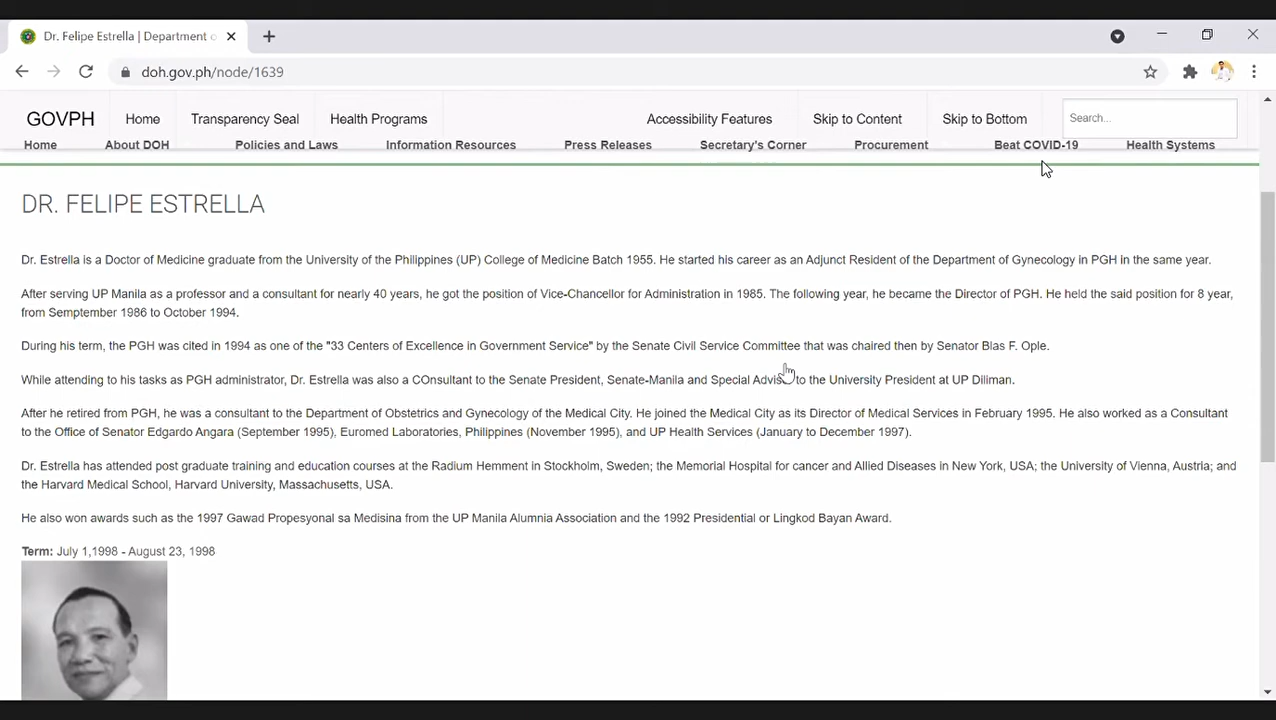 Dr. Felipe Estrella | Department o
doh.gov.ph/node/1639
GOVPH Home Transparency Seal Health Programs Accessibility Features Skip to Content Skip to Bottom Search...
Home About DOH Policies and Laws Information Resources Press Releases Secretary's Corner Procurement Beat COVID-19 Health Systems
DR. FELIPE ESTRELLA
Dr. Estrella is a Doctor of Medicine graduate from the University of the Philippines (UP) College of Medicine Batch 1955. He started his career as an Adjunct Resident of the Department of Gynecology in PGH in the same year.
After serving UP Manila as a professor and a consultant for nearly 40 years, he got the position of Vice-Chancellor for Administration in 1985. The following year, he became the Director of PGH. He held the said position for 8 year,
from Semptember 1986 to October 1994.
During his term, the PGH was cited in 1994 as one of the "33 Centers of Excellence in Government Service" by the Senate Civil Service Committee that was chaired then by Senator Blas F. Ople.
While attending to his tasks as PGH administrator, Dr. Estrella was also a COnsultant to the Senate President, Senate-Manila and Special Advisor to the University President at UP Diliman.
After he retired from PGH, he was a consultant to the Department of Obstetrics and Gynecology of the Medical City. He joined the Medical City as its Director of Medical Services in February 1995. He also worked as a Consultant
to the Office of Senator Edgardo Angara (September 1995), Euromed Laboratories, Philippines (November 1995), and UP Health Services (January to December 1997).
Dr. Estrella has attended post graduate training and education courses at the Radium Hemment in Stockholm, Sweden; the Memorial Hospital for cancer and Allied Diseases in New York, USA; the University of Vienna, Austria; and
the Harvard Medical School, Harvard University, Massachusetts, USA.
He also won awards such as the 1997 Gawad Propesyonal sa Medisina from the UP Manila Alumnia Association and the 1992 Presidential or Lingkod Bayan Award.
Term: July 1,1998 - August 23, 1998